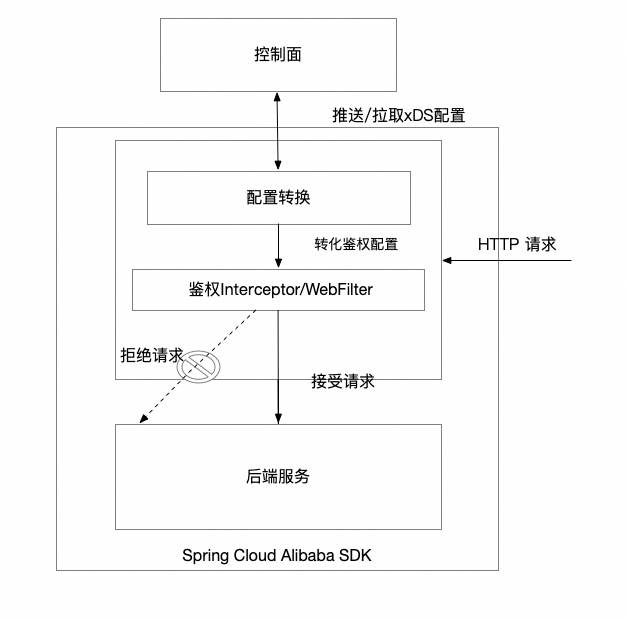 控制面
推送/拉取xDS配置
配置转换
转化鉴权配置
HTTP 请求
鉴权Interceptor/WebFilter
拒绝请求
接受请求
后端服务
Spring Cloud Alibaba SDK